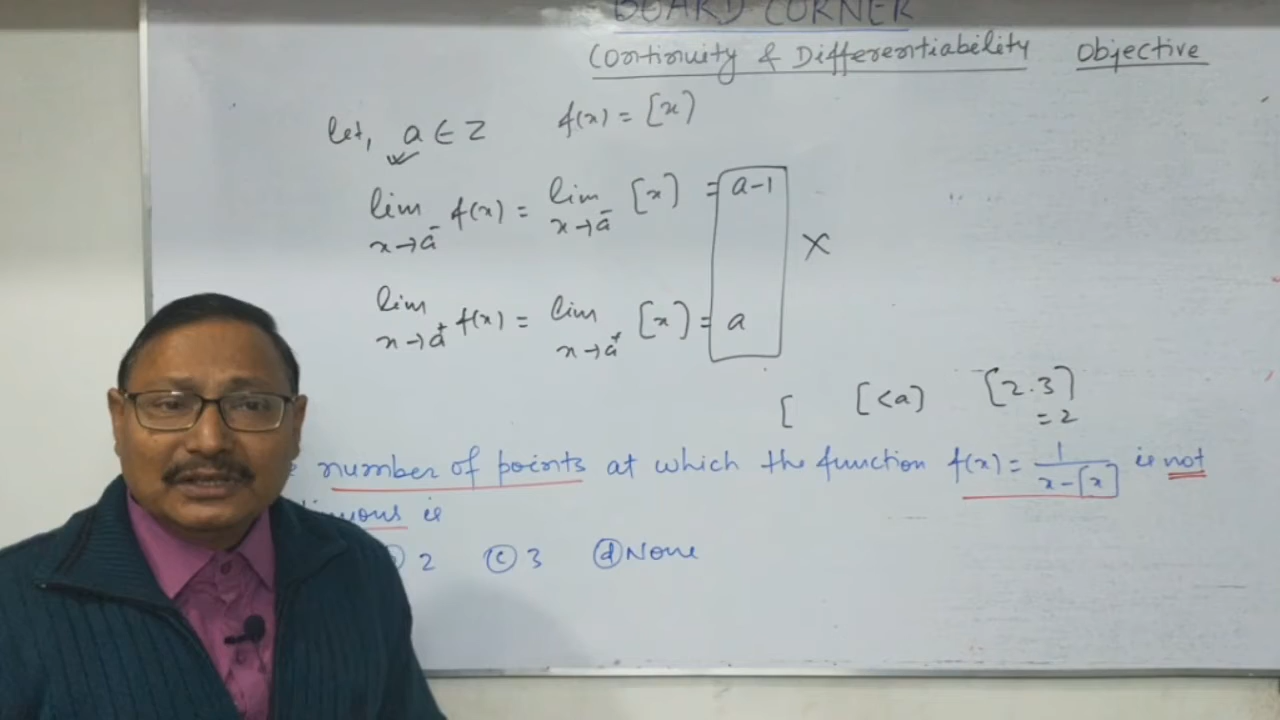 BOARD CORNER
Continuity & Differentiability Objective
let, a ∈ Z f(x) = [x]
lim x→a⁻ f(x) = lim x→a⁻ [x] = a-1
×
lim x→a⁺ f(x) = lim x→a⁺ [x] = a
[ [<a] [2.3]
= 2
number of points at which the function f(x) = 1/(x-[x]) is not
is
2 ⓒ 3 ⓓ None